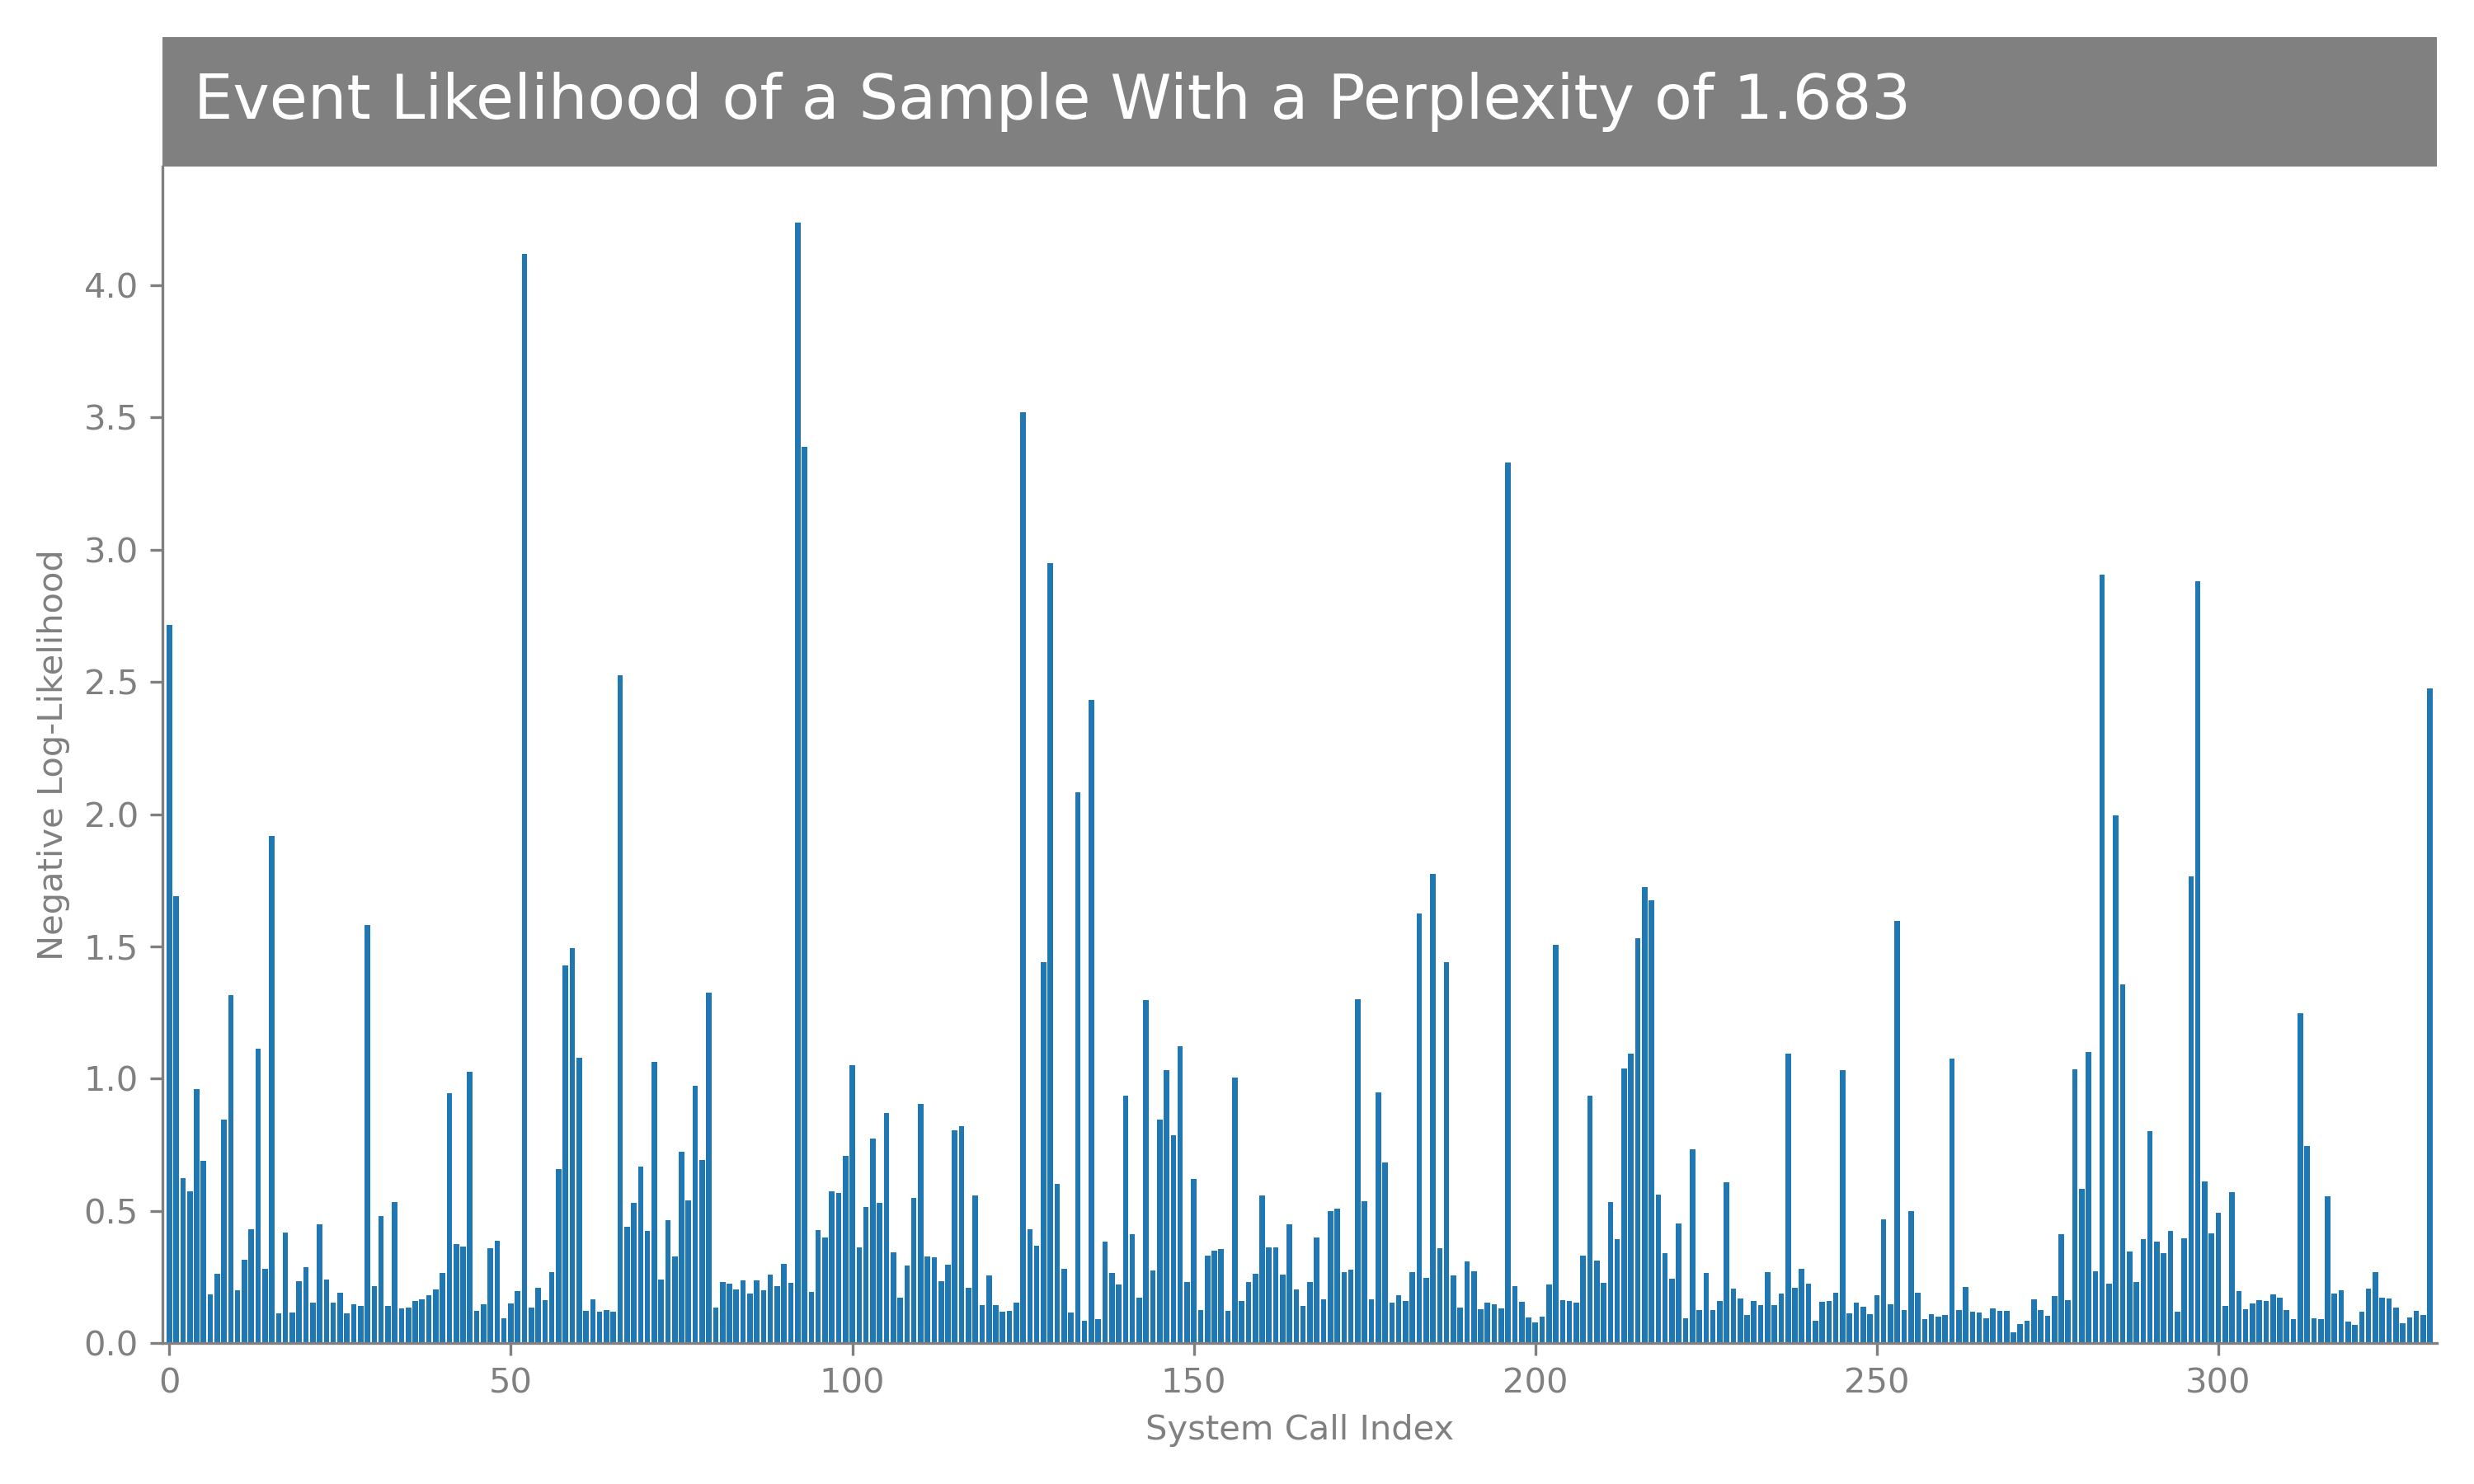 Event Likelihood of a Sample With a Perplexity of 1.683
Negative Log-Likelihood
4.0
3.5
3.0
2.5
2.0
1.5
1.0
0.5
0.0
0 50 100 150 200 250 300
System Call Index